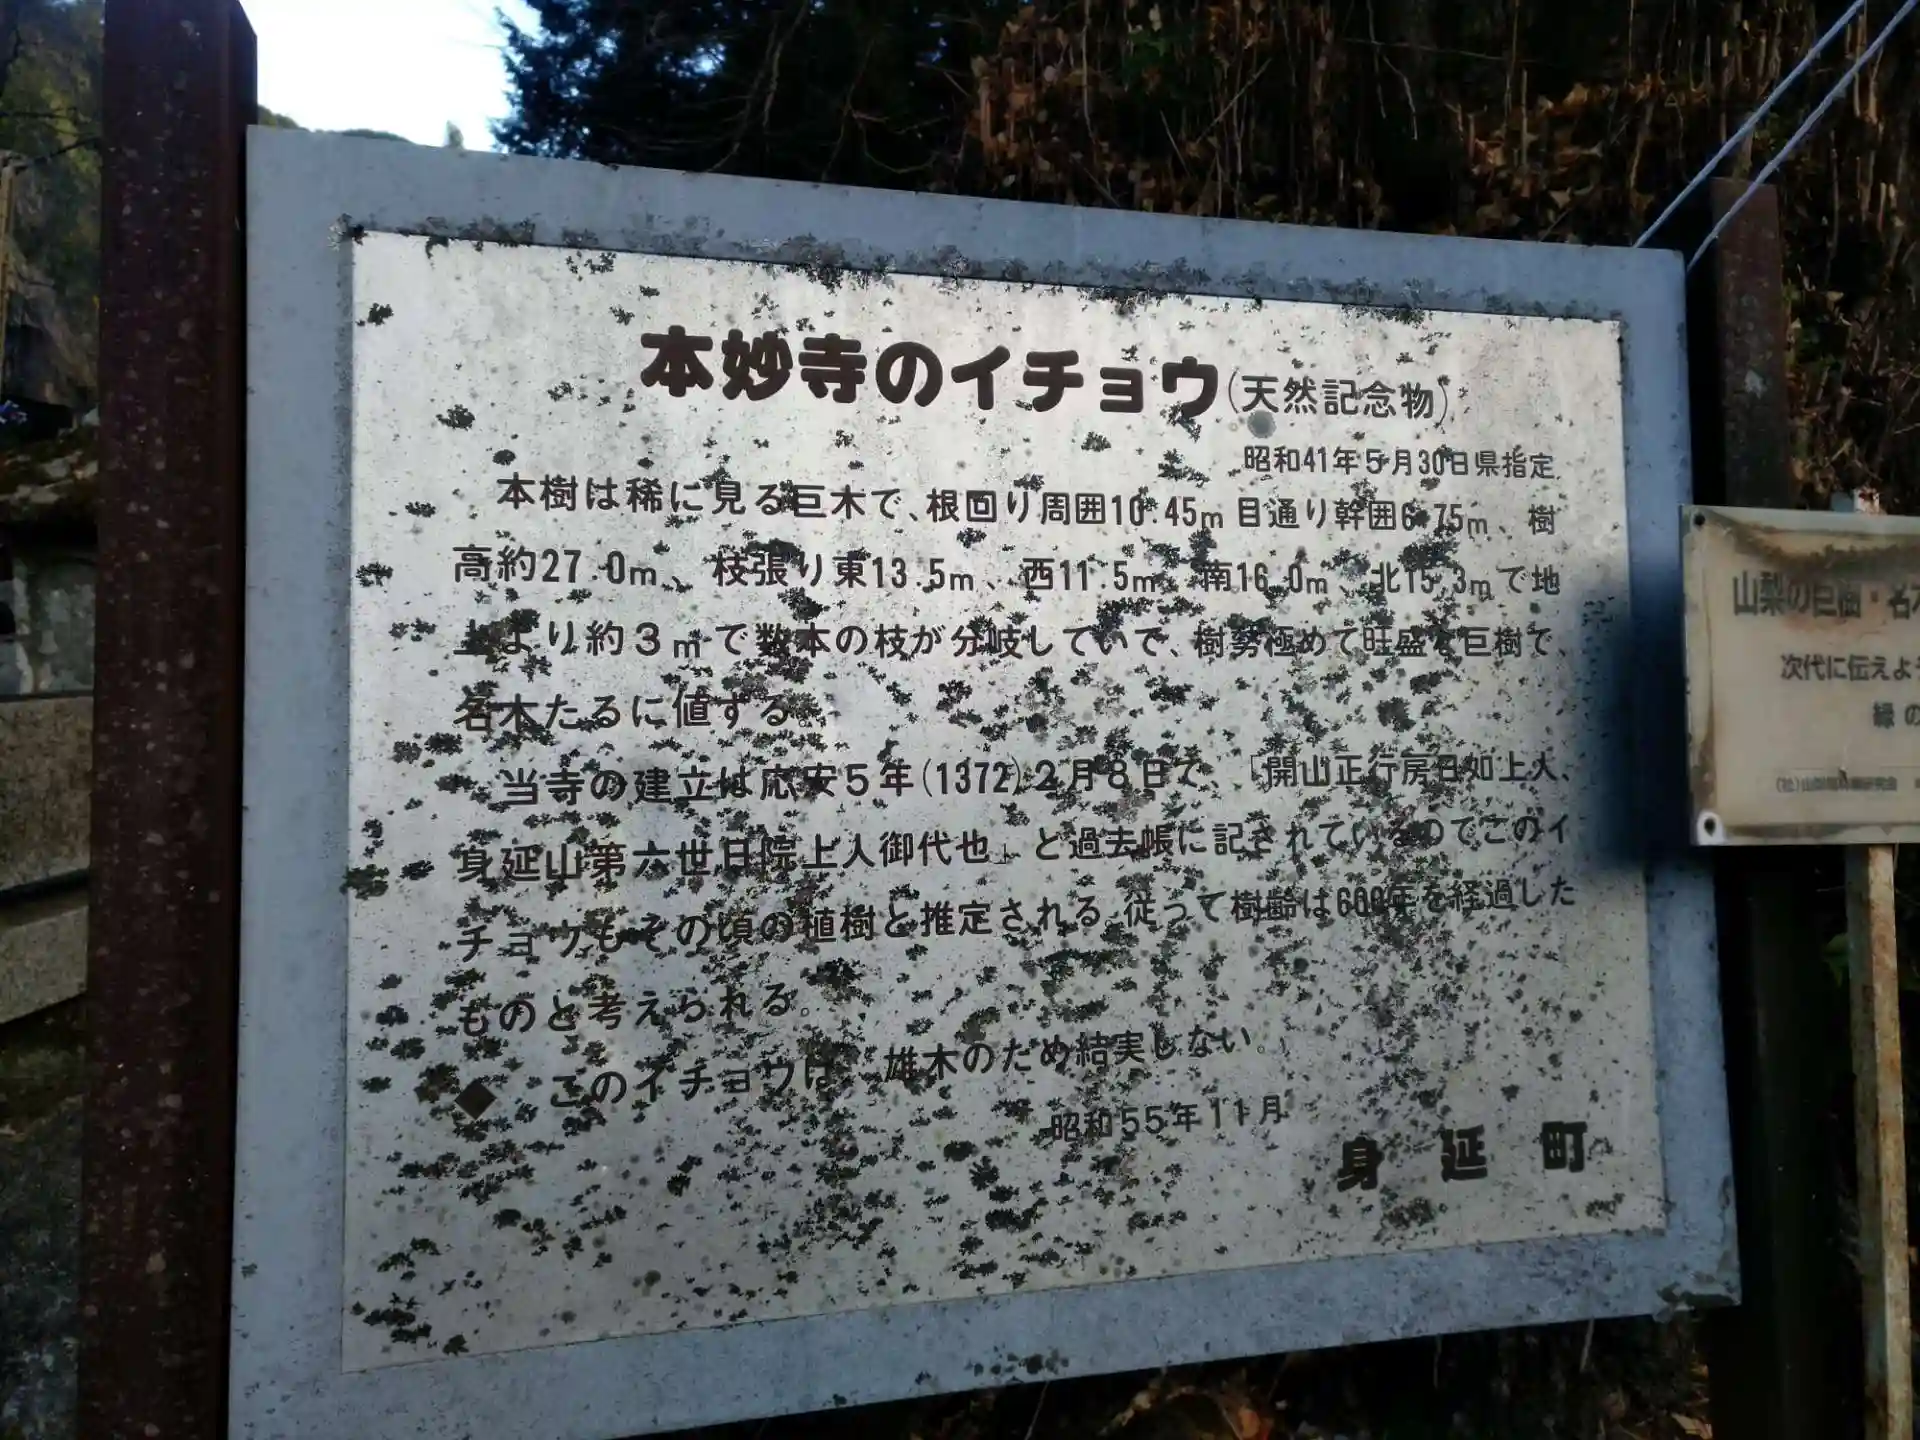 本妙寺のイチョウ(天然記念物)
昭和41年5月30日県指定
本樹は稀に見る巨木で、根回り周囲10.45m 目通り幹囲6.75m、樹
高約27.0m、枝張り東13.5m、西11.5m、南16.0m、北15.3mで地
上より約3mで数本の枝が分岐していで、樹勢極めて旺盛な巨樹で、
名木たるに値する。
当寺の建立は応安5年(1372)2月8日で、「開山正行房日如上人、
身延山第六世日院上人御代也」と過去帳に記されているのでこのイ
チョウもその頃の植樹と推定される。従って樹齢は600年を経過した
ものと考えられる。
◆ このイチョウは、雄木のため結実しない。
昭和55年11月
身延町
山梨の巨樹・名
次代に伝えよ
緑の